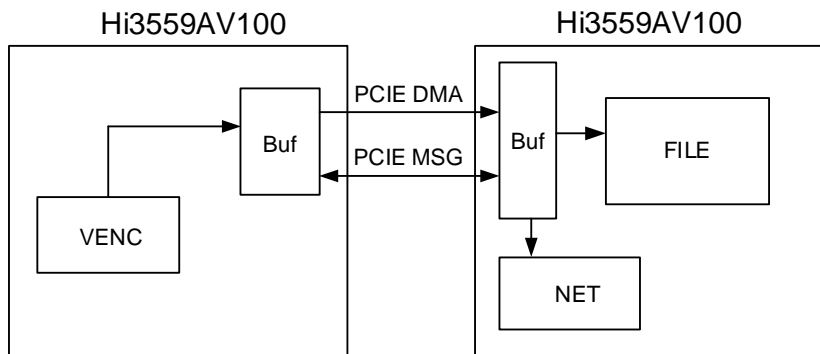 Hi3559AV100
Hi3559AV100
PCIE DMA
Buf
Buf
FILE
PCIE MSG
VENC
NET